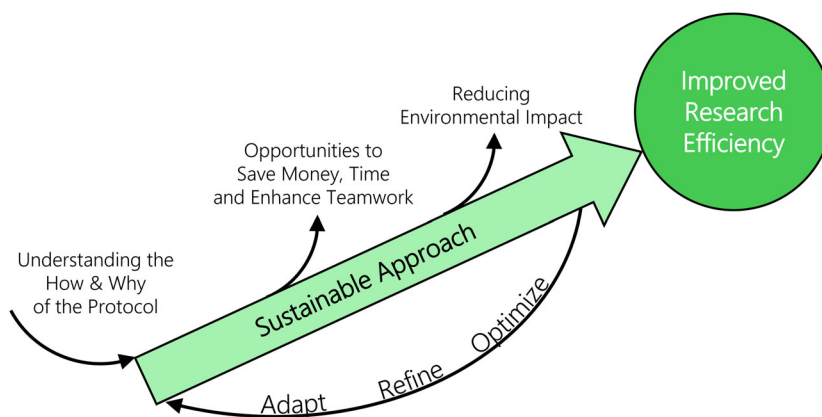 Improved
Research
Efficiency
Reducing
Environmental Impact
Opportunities to
Save Money, Time
and Enhance Teamwork
Understanding the
How & Why
of the Protocol
Sustainable Approach
Adapt Refine Optimize